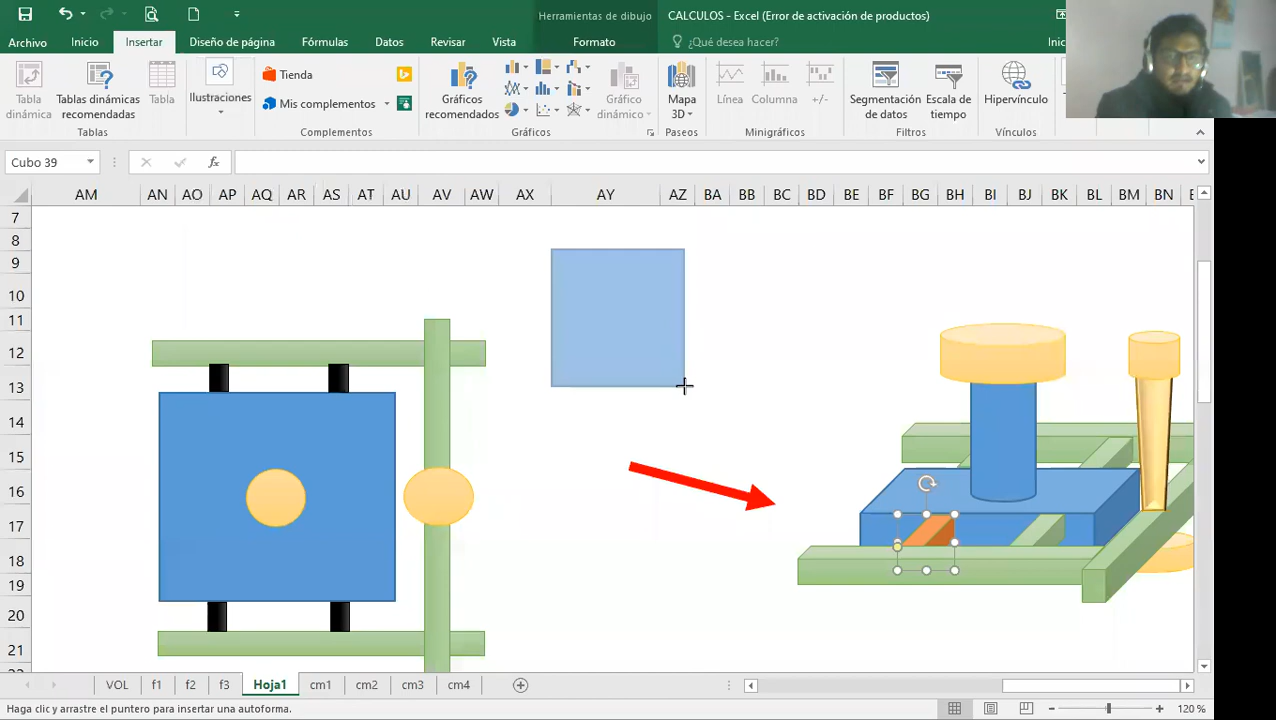 Herramientas de dibujo
CALCULOS - Excel (Error de activación de productos)
Archivo
Inicio
Insertar
Diseño de página
Fórmulas
Datos
Revisar
Vista
Formato
¿Qué desea hacer?
Inic
Tabla dinámica
Tablas dinámicas recomendadas
Tabla
Ilustraciones
Tienda
Mis complementos
Gráficos recomendados
Gráfico dinámico
Mapa 3D
Línea
Columna
+/-
Segmentación de datos
Escala de tiempo
Hipervínculo
Tablas
Complementos
Gráficos
Paseos
Minigráficos
Filtros
Vínculos
Cubo 39
fx
AM AN AO AP AQ AR AS AT AU AV AW AX AY AZ BA BB BC BD BE BF BG BH BI BJ BK BL BM BN
7
8
9
10
11
12
13
14
15
16
17
18
19
20
21
VOL f1 f2 f3 Hoja1 cm1 cm2 cm3 cm4
Haga clic y arrastre el puntero para insertar una autoforma.
120 %